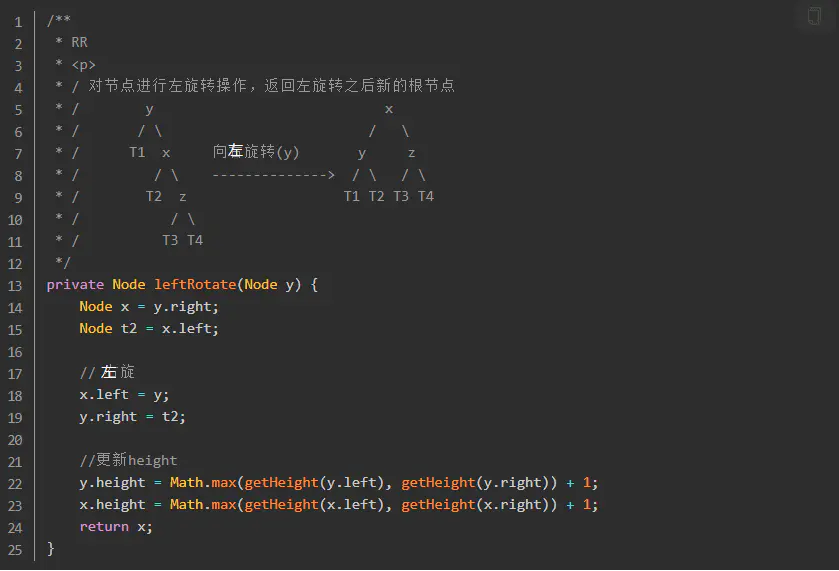 1 /**
2  * RR
3  * <p>
4  * / 对节点进行左旋转操作，返回左旋转之后新的根节点
5  * /        y                             x
6  * /       / \                          /   \
7  * /      T1  x     向左旋转(y)       y     z
8  * /         / \    -------------->  / \   / \
9  * /        T2  z                   T1 T2 T3 T4
10  * /           / \
11  * /          T3 T4
12  */
13 private Node leftRotate(Node y) {
14     Node x = y.right;
15     Node t2 = x.left;
16
17     // 左旋
18     x.left = y;
19     y.right = t2;
20
21     //更新height
22     y.height = Math.max(getHeight(y.left), getHeight(y.right)) + 1;
23     x.height = Math.max(getHeight(x.left), getHeight(x.right)) + 1;
24     return x;
25 }